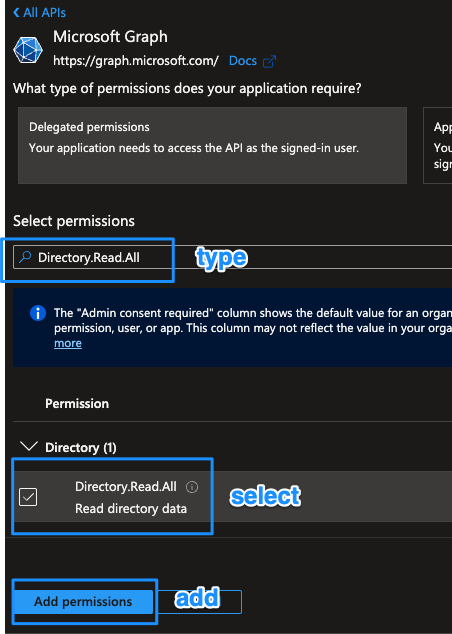 All APIs
Microsoft Graph
https://graph.microsoft.com/ Docs
What type of permissions does your application require?
Delegated permissions
Your application needs to access the API as the signed-in user.
App
You
sign
Select permissions
Directory.Read.All
type
The "Admin consent required" column shows the default value for an organ
permission, user, or app. This column may not reflect the value in your orga
more
Permission
Directory (1)
Directory.Read.All
Read directory data
select
Add permissions
add